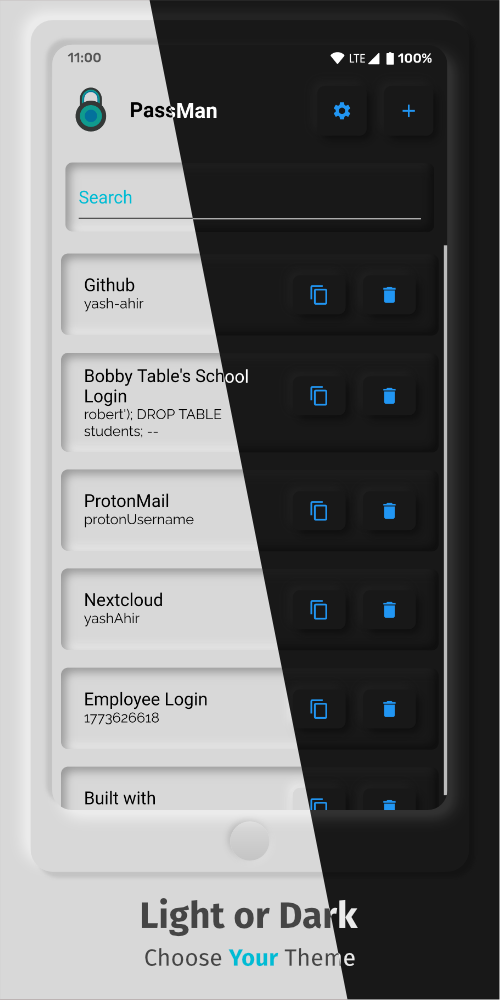 11:00 LTE 100%
PassMan
Search
Github
yash-ahir
Bobby Table's School
Login
robert'); DROP TABLE
students; --
ProtonMail
protonUsername
Nextcloud
yashAhir
Employee Login
1773626618
Built with
Light or Dark
Choose Your Theme